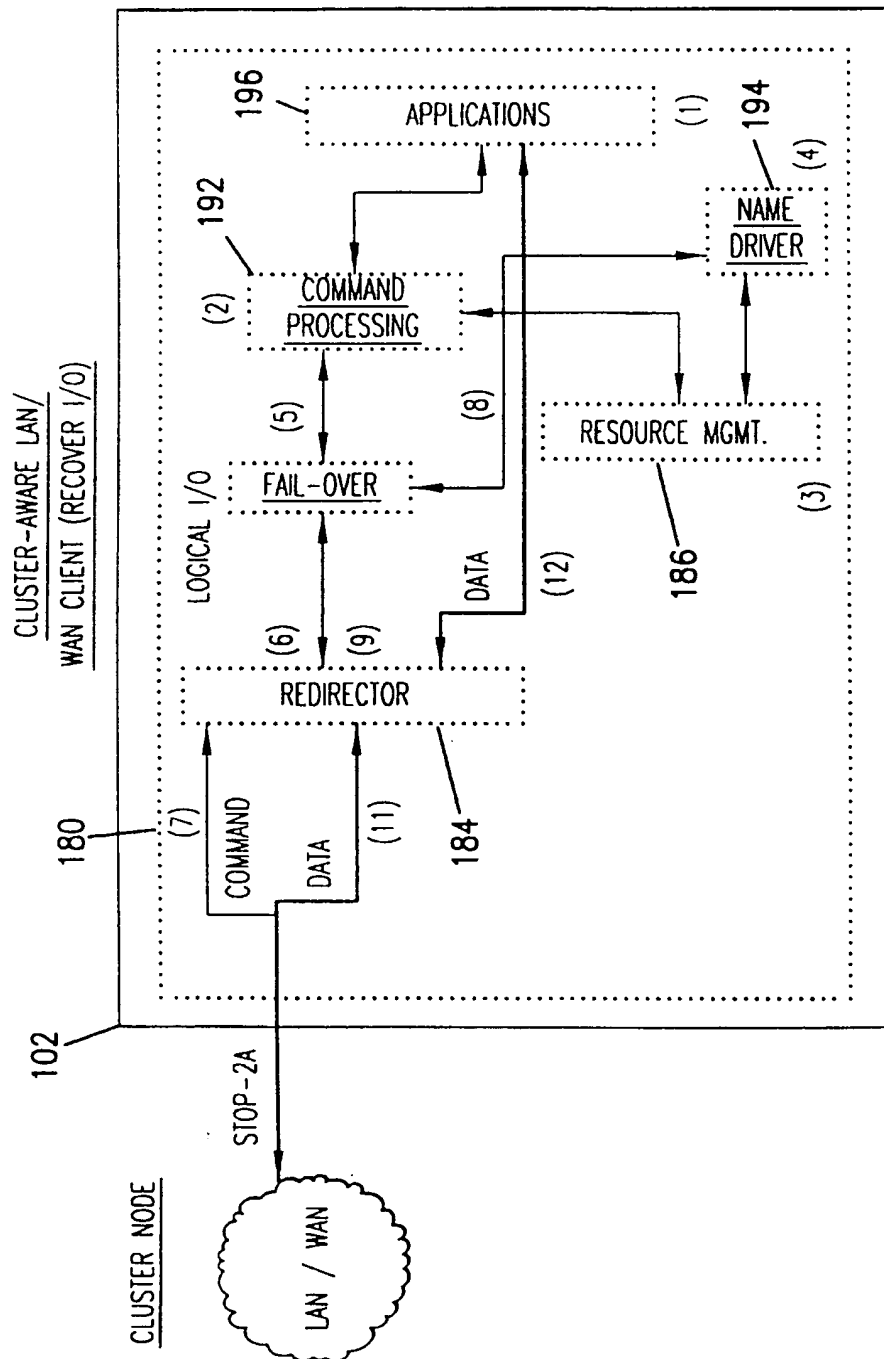 CLUSTER-AWARE LAN/
WAN CLIENT (RECOVER I/O)
CLUSTER NODE
LAN / WAN
STOP-2A
102
180
(7)
COMMAND
DATA
(11)
184
REDIRECTOR
(6)
(9)
LOGICAL I/O
FAIL-OVER
(5)
DATA
(12)
(8)
(2)
192
COMMAND
PROCESSING
196
APPLICATIONS
(1)
RESOURCE MGMT.
186
(3)
NAME
DRIVER
194
(4)